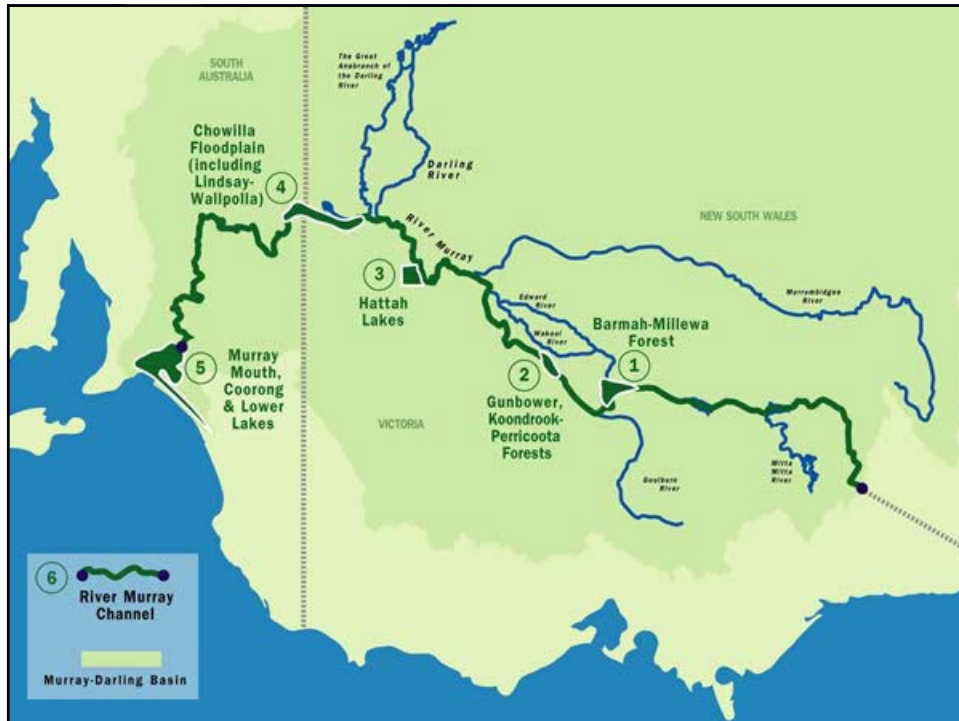 The Great
Anabranch of
the Darling
River
SOUTH
AUSTRALIA
Chowilla
Floodplain
(including
Lindsay-
Wallpolla)
4
Darling
River
NEW SOUTH WALES
River Murray
3
Hattah
Lakes
Murrumbidgee
River
Edward
River
Wakool
River
Barmah-Millewa
Forest
1
2
Gunbower,
Koondrook-
Perricoota
Forests
5
Murray
Mouth,
Coorong
& Lower
Lakes
VICTORIA
Goulburn
River
Mitta
Mitta
River
6
River Murray
Channel
Murray-Darling Basin